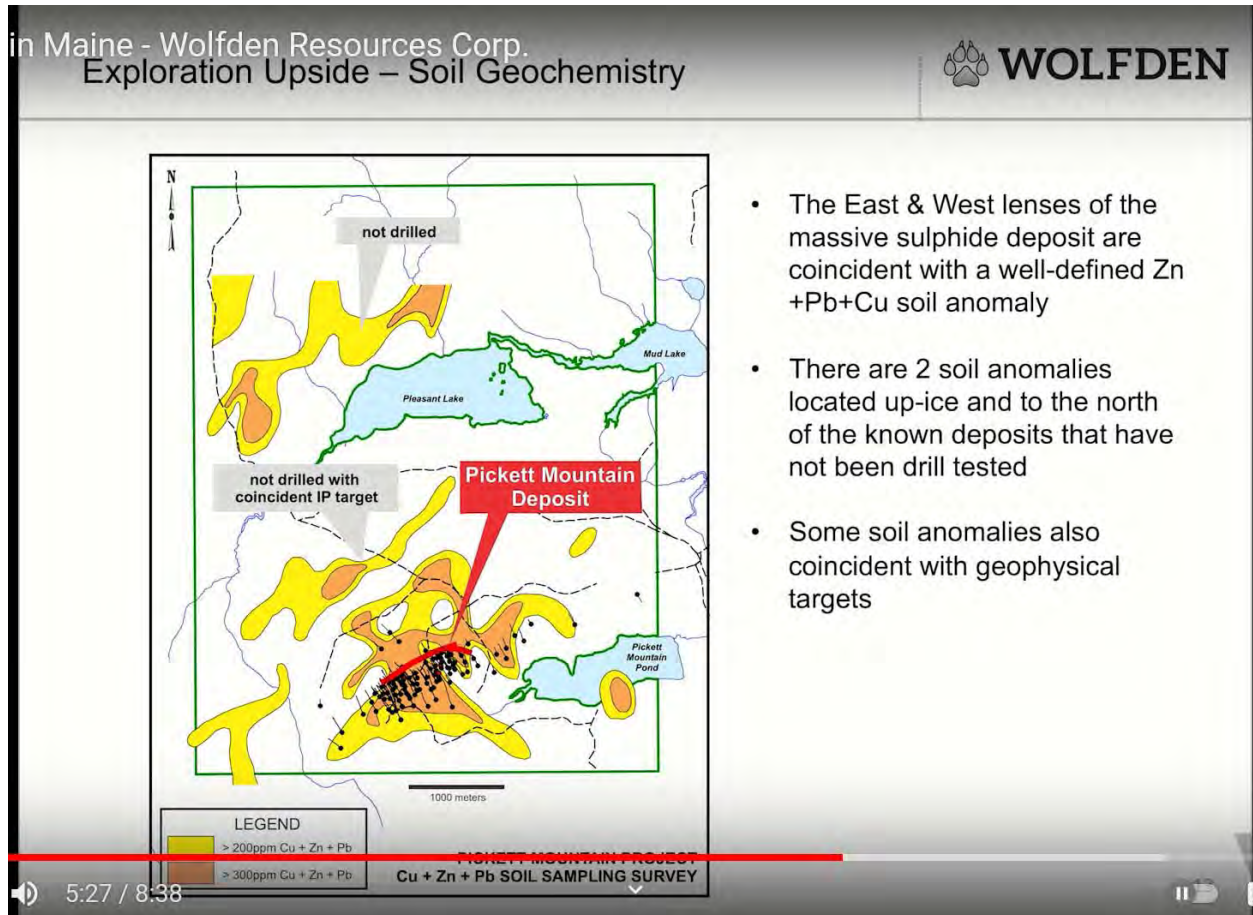 in Maine - Wolfden Resources Corp.
Exploration Upside – Soil Geochemistry
WOLFDEN
N
not drilled
Mud Lake
Pleasant Lake
not drilled with
coincident IP target
Pickett Mountain
Deposit
Pickett
Mountain
Pond
1000 meters
LEGEND
> 200ppm Cu + Zn + Pb
> 300ppm Cu + Zn + Pb
PICKETT MOUNTAIN PROJECT
Cu + Zn + Pb SOIL SAMPLING SURVEY
• The East & West lenses of the
massive sulphide deposit are
coincident with a well-defined Zn
+Pb+Cu soil anomaly
• There are 2 soil anomalies
located up-ice and to the north
of the known deposits that have
not been drill tested
• Some soil anomalies also
coincident with geophysical
targets
5:27 / 8:38